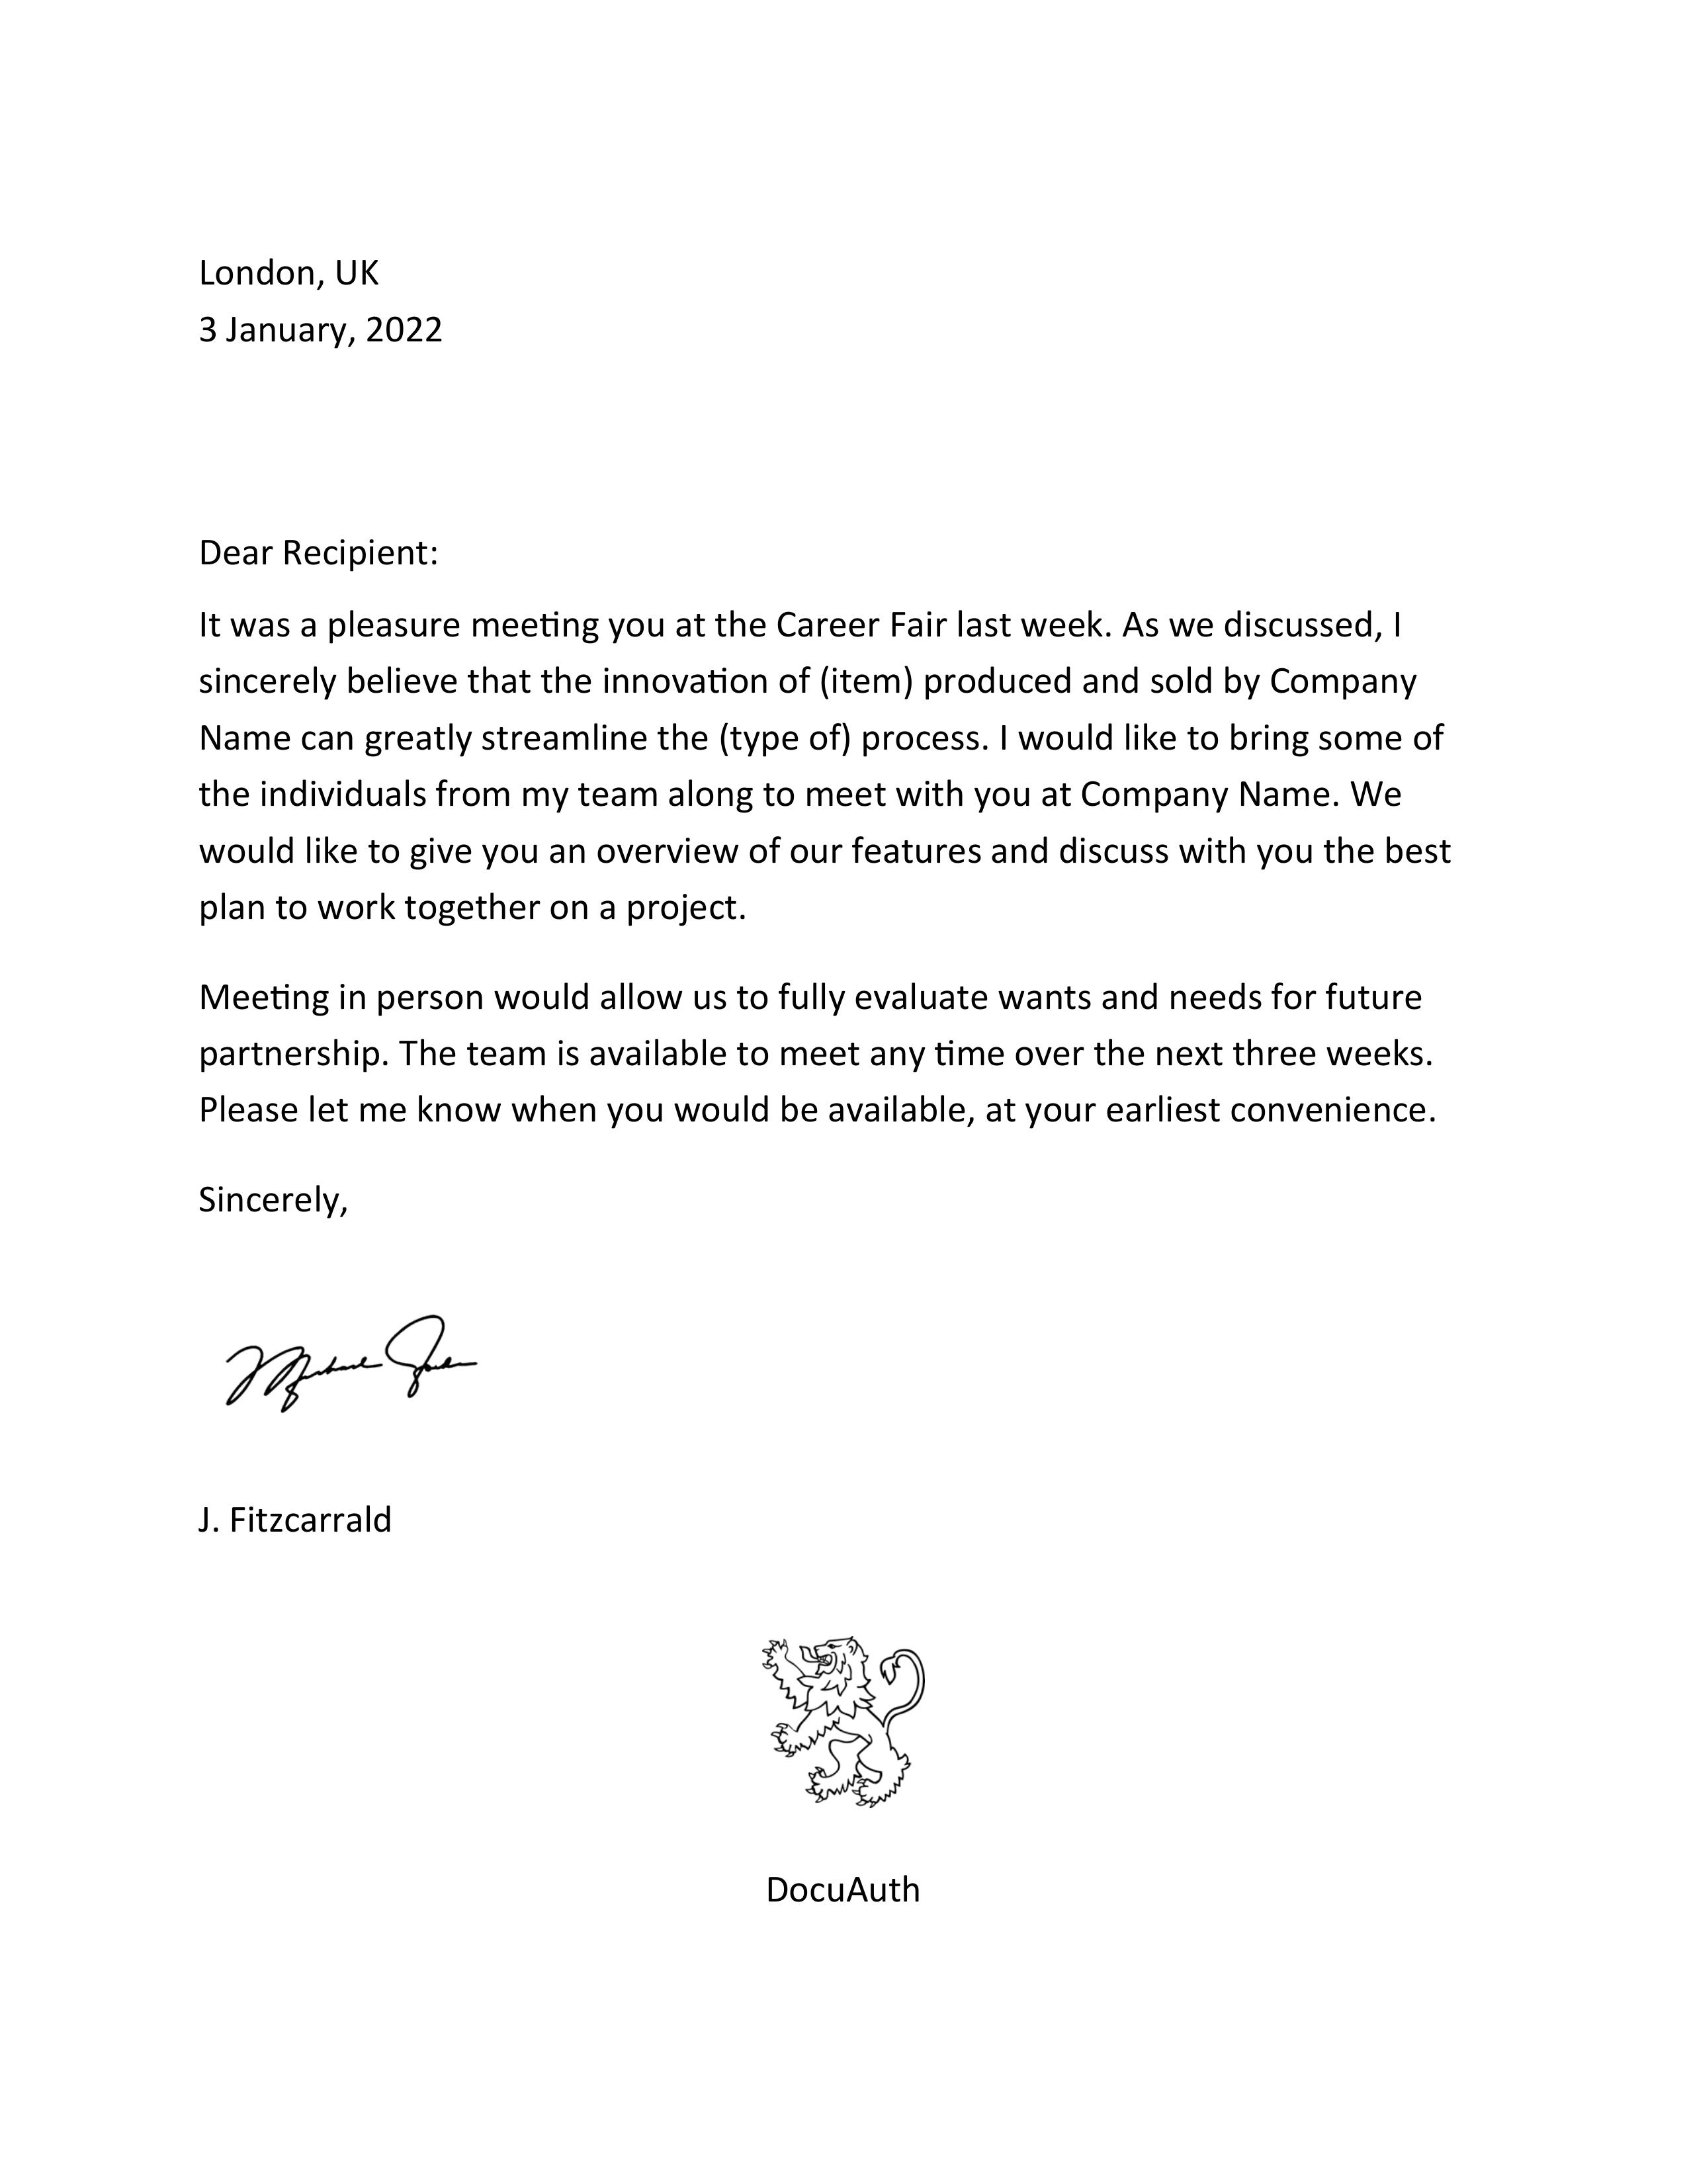 London, UK
3 January, 2022
Dear Recipient:
It was a pleasure meeting you at the Career Fair last week. As we discussed, I
sincerely believe that the innovation of (item) produced and sold by Company
Name can greatly streamline the (type of) process. I would like to bring some of
the individuals from my team along to meet with you at Company Name. We
would like to give you an overview of our features and discuss with you the best
plan to work together on a project.
Meeting in person would allow us to fully evaluate wants and needs for future
partnership. The team is available to meet any time over the next three weeks.
Please let me know when you would be available, at your earliest convenience.
Sincerely,
J. Fitzcarrald
DocuAuth